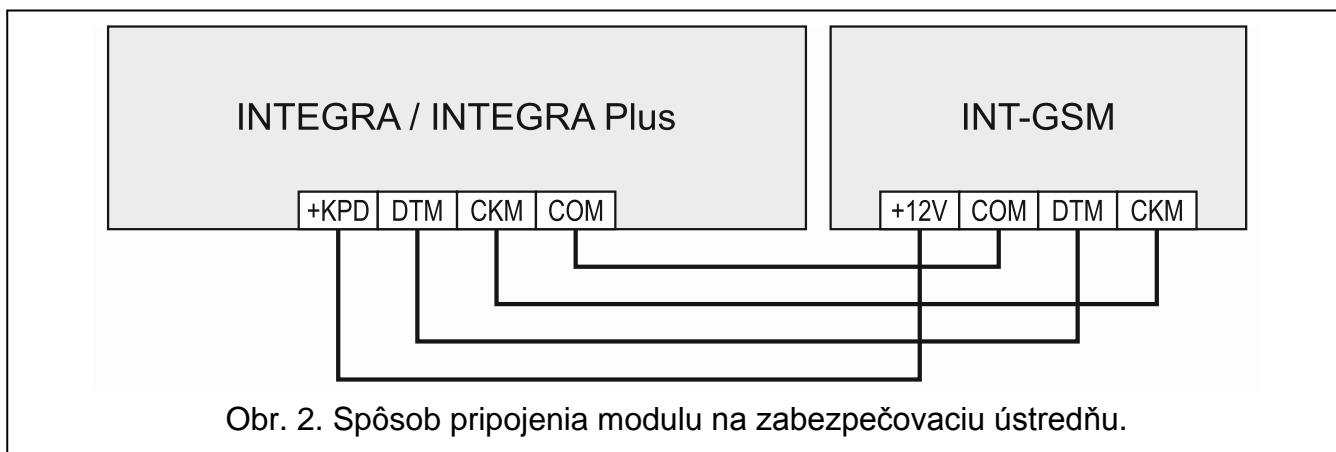 INTEGRA / INTEGRA Plus
INT-GSM
+KPD DTM CKM COM
+12V COM DTM CKM
Obr. 2. Spôsob pripojenia modulu na zabezpečovaciu ústredňu.